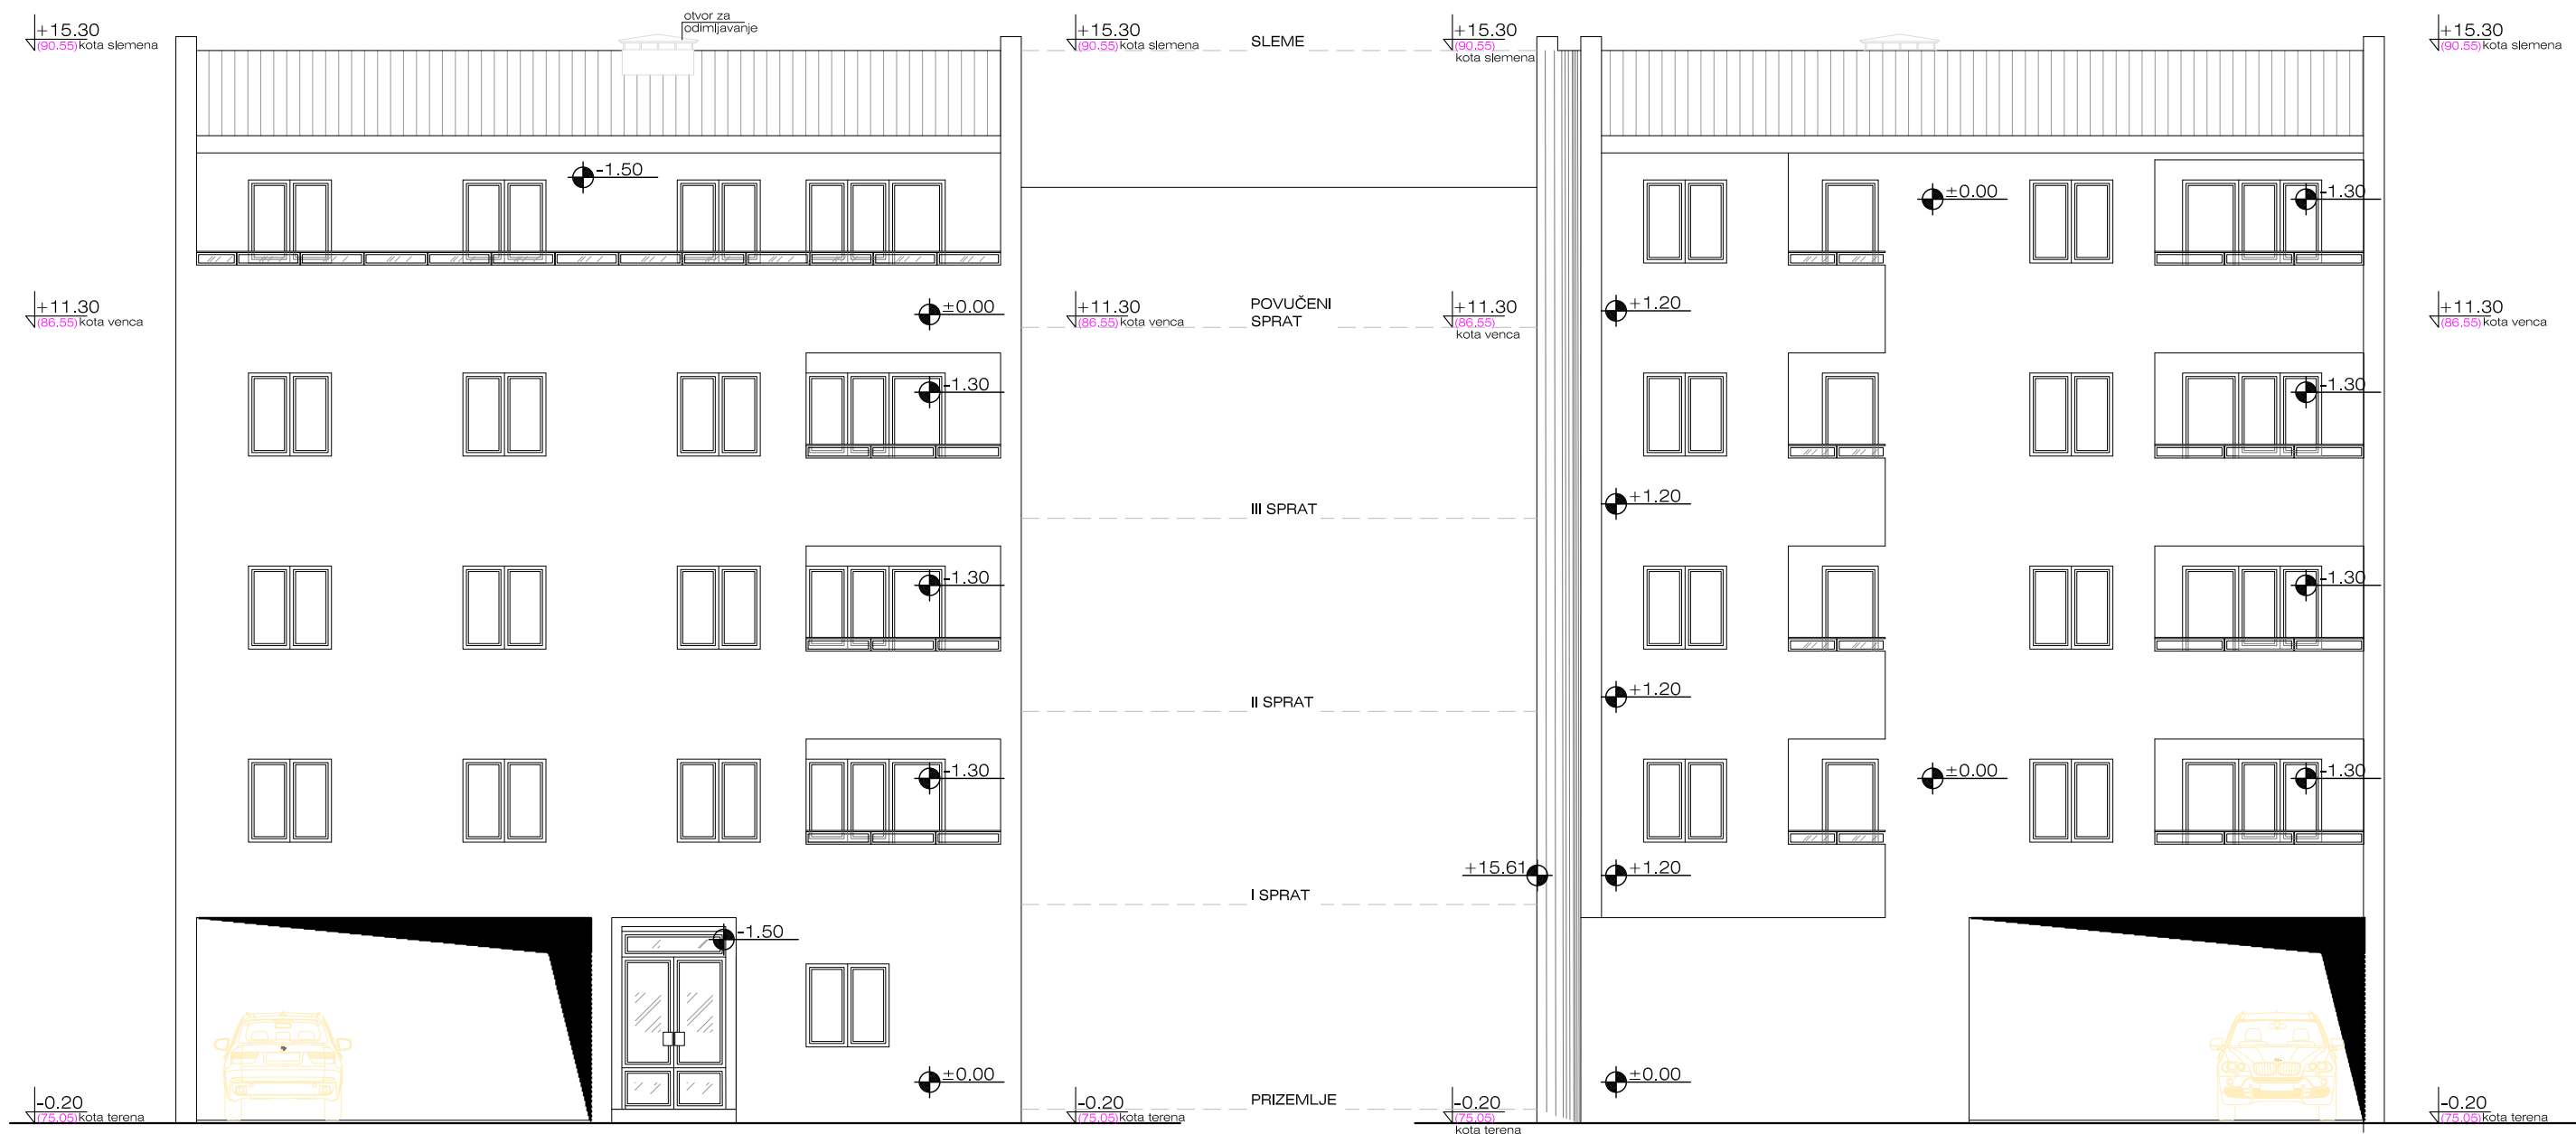 +15.30
(90.55) kota slemena
otvor za
odimljavanje
+15.30
(90.55) kota slemena
SLEME
+15.30
(90.55)
kota slemena
+15.30
(90.55) kota slemena
-1.50
±0.00
-1.30
+11.30
(86.55) kota venca
±0.00
+11.30
(86.55) kota venca
POVUČENI
SPRAT
+11.30
(86.55)
kota venca
+1.20
+11.30
(86.55) kota venca
-1.30
-1.30
III SPRAT
+1.20
-1.30
-1.30
II SPRAT
+1.20
-1.30
±0.00
-1.30
I SPRAT
+15.61
+1.20
-1.50
±0.00
±0.00
-0.20
(75.05) kota terena
-0.20
(75.05) kota terena
PRIZEMLJE
-0.20
(75.05)
kota terena
-0.20
(75.05) kota terena